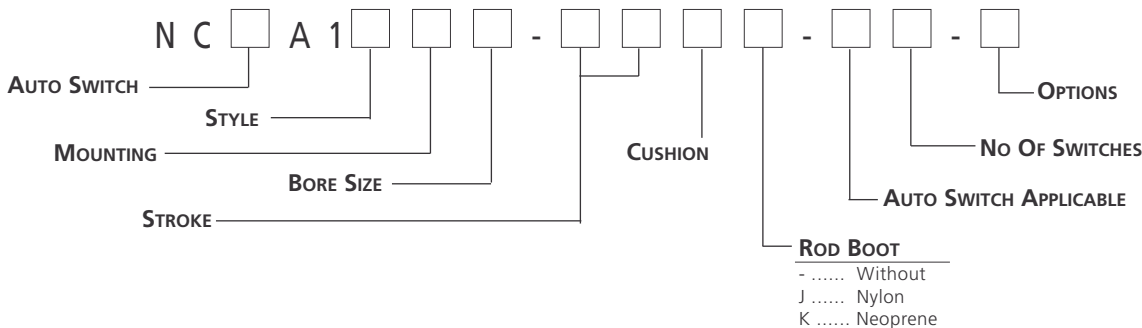 N C □ A 1 □ □ □ - □ □ □ □ - □ □ - □
AUTO SWITCH
OPTIONS
STYLE
MOUNTING
CUSHION
NO OF SWITCHES
BORE SIZE
AUTO SWITCH APPLICABLE
STROKE
ROD BOOT
- ...... Without
J ...... Nylon
K ...... Neoprene